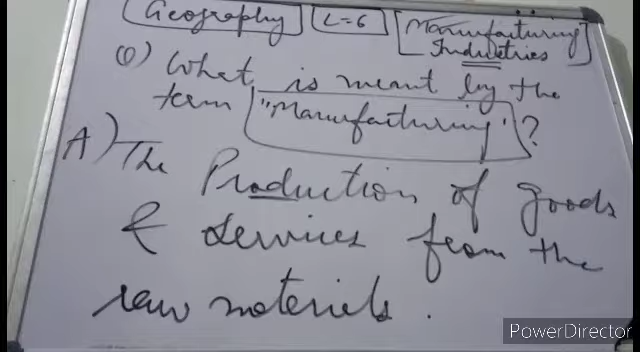 Geography L=6 Manufacturing
Industries
Q) What is meant by the
term "Manufacturing"?
A) The Production of goods
& services from the
raw materials.
PowerDirector